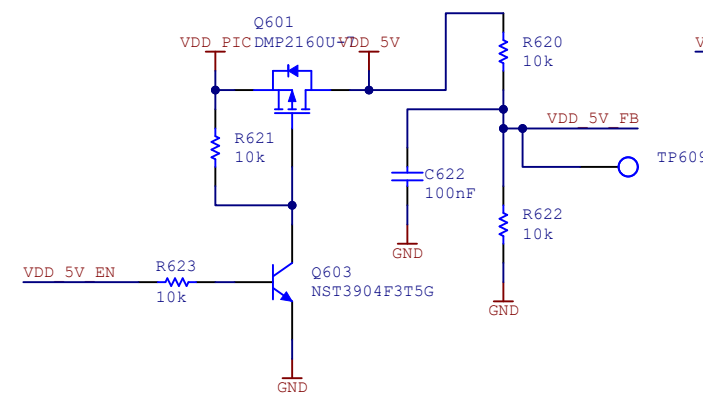 Q601
VDD_PIC
DMP2160U-7
VDD_5V
R620
10k
R621
10k
VDD_5V_FB
TP609
C622
100nF
R622
10k
GND
VDD_5V_EN
R623
10k
Q603
NST3904F3T5G
GND
GND